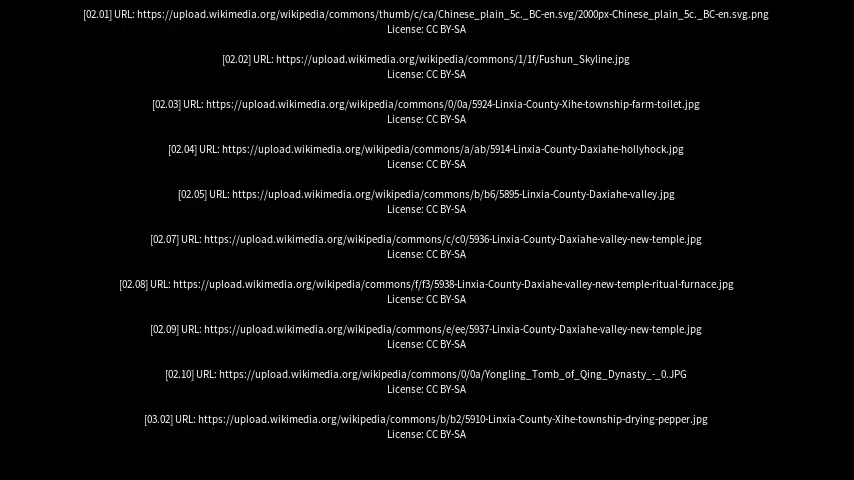 [02.01] URL: https://upload.wikimedia.org/wikipedia/commons/thumb/c/ca/Chinese_plain_5c._BC-en.svg/2000px-Chinese_plain_5c._BC-en.svg.png
License: CC BY-SA
[02.02] URL: https://upload.wikimedia.org/wikipedia/commons/1/1f/Fushun_Skyline.jpg
License: CC BY-SA
[02.03] URL: https://upload.wikimedia.org/wikipedia/commons/0/0a/5924-Linxia-County-Xihe-township-farm-toilet.jpg
License: CC BY-SA
[02.04] URL: https://upload.wikimedia.org/wikipedia/commons/a/ab/5914-Linxia-County-Daxiahe-hollyhock.jpg
License: CC BY-SA
[02.05] URL: https://upload.wikimedia.org/wikipedia/commons/b/b6/5895-Linxia-County-Daxiahe-valley.jpg
License: CC BY-SA
[02.07] URL: https://upload.wikimedia.org/wikipedia/commons/c/c0/5936-Linxia-County-Daxiahe-valley-new-temple.jpg
License: CC BY-SA
[02.08] URL: https://upload.wikimedia.org/wikipedia/commons/f/f3/5938-Linxia-County-Daxiahe-valley-new-temple-ritual-furnace.jpg
License: CC BY-SA
[02.09] URL: https://upload.wikimedia.org/wikipedia/commons/e/ee/5937-Linxia-County-Daxiahe-valley-new-temple.jpg
License: CC BY-SA
[02.10] URL: https://upload.wikimedia.org/wikipedia/commons/0/0a/Yongling_Tomb_of_Qing_Dynasty_-_0.JPG
License: CC BY-SA
[03.02] URL: https://upload.wikimedia.org/wikipedia/commons/b/b2/5910-Linxia-County-Xihe-township-drying-pepper.jpg
License: CC BY-SA